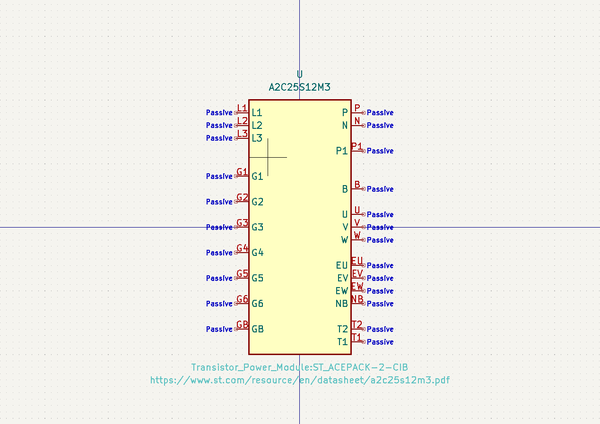 U
A2C25S12M3
Passive L1 L1 P P Passive
Passive L2 L2 N N Passive
Passive L3 L3
P1 P1 Passive
Passive G1 G1
B B Passive
Passive G2 G2
U U Passive
Passive G3 G3 V V Passive
W W Passive
Passive G4 G4
EU EU Passive
Passive G5 G5 EV EV Passive
EW EW Passive
Passive G6 G6 NB NB Passive
Passive GB GB T2 T2 Passive
T1 T1 Passive
Transistor_Power_Module:ST_ACEPACK-2-CIB
https://www.st.com/resource/en/datasheet/a2c25s12m3.pdf